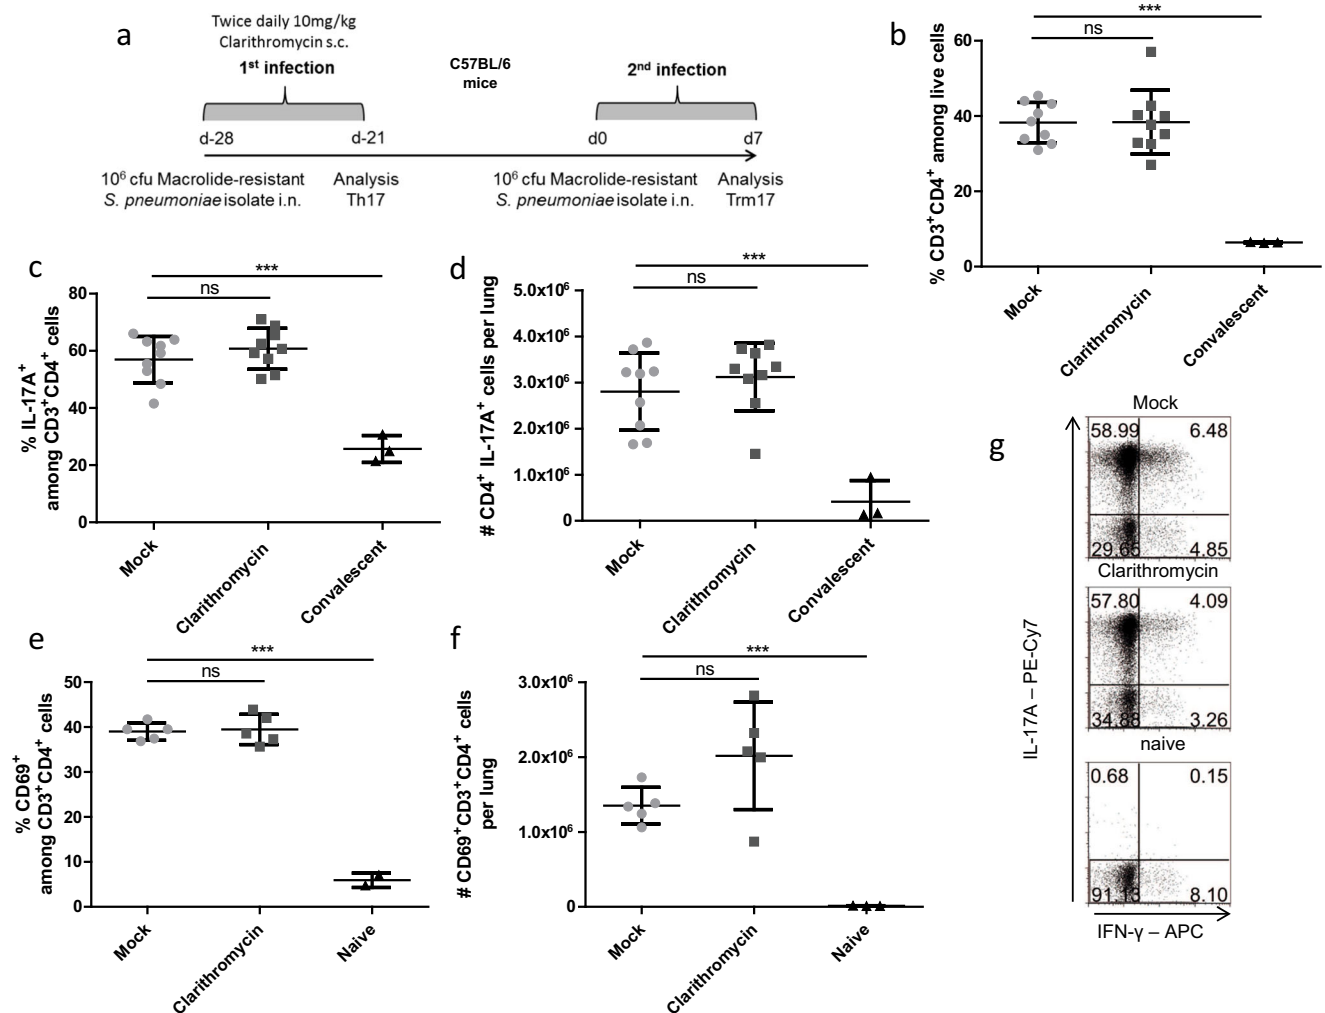 a
Twice daily 10mg/kg
Clarithromycin s.c.
1st infection
C57BL/6
mice
2nd infection
d-28
d-21
d0
d7
10⁶ cfu Macrolide-resistant
S. pneumoniae isolate i.n.
Analysis
Th17
10⁶ cfu Macrolide-resistant
S. pneumoniae isolate i.n.
Analysis
Trm17
b
***
ns
% CD3⁺CD4⁺ among live cells
60
40
20
0
Mock
Clarithromycin
Convalescent
c
***
ns
% IL-17A⁺
among CD3⁺CD4⁺ cells
80
60
40
20
0
Mock
Clarithromycin
Convalescent
d
***
ns
# CD4⁺ IL-17A⁺ cells per lung
5.0x10⁶
4.0x10⁶
3.0x10⁶
2.0x10⁶
1.0x10⁶
0
Mock
Clarithromycin
Convalescent
e
***
ns
% CD69⁺
among CD3⁺CD4⁺ cells
50
40
30
20
10
0
Mock
Clarithromycin
Naive
f
***
ns
# CD69⁺CD3⁺CD4⁺
per lung
3.0x10⁶
2.0x10⁶
1.0x10⁶
0
Mock
Clarithromycin
Naive
g
Mock
58.99 6.48
29.65 4.85
Clarithromycin
57.80 4.09
34.88 3.26
naive
0.68 0.15
91.13 8.10
IL-17A – PE-Cy7
IFN-γ – APC